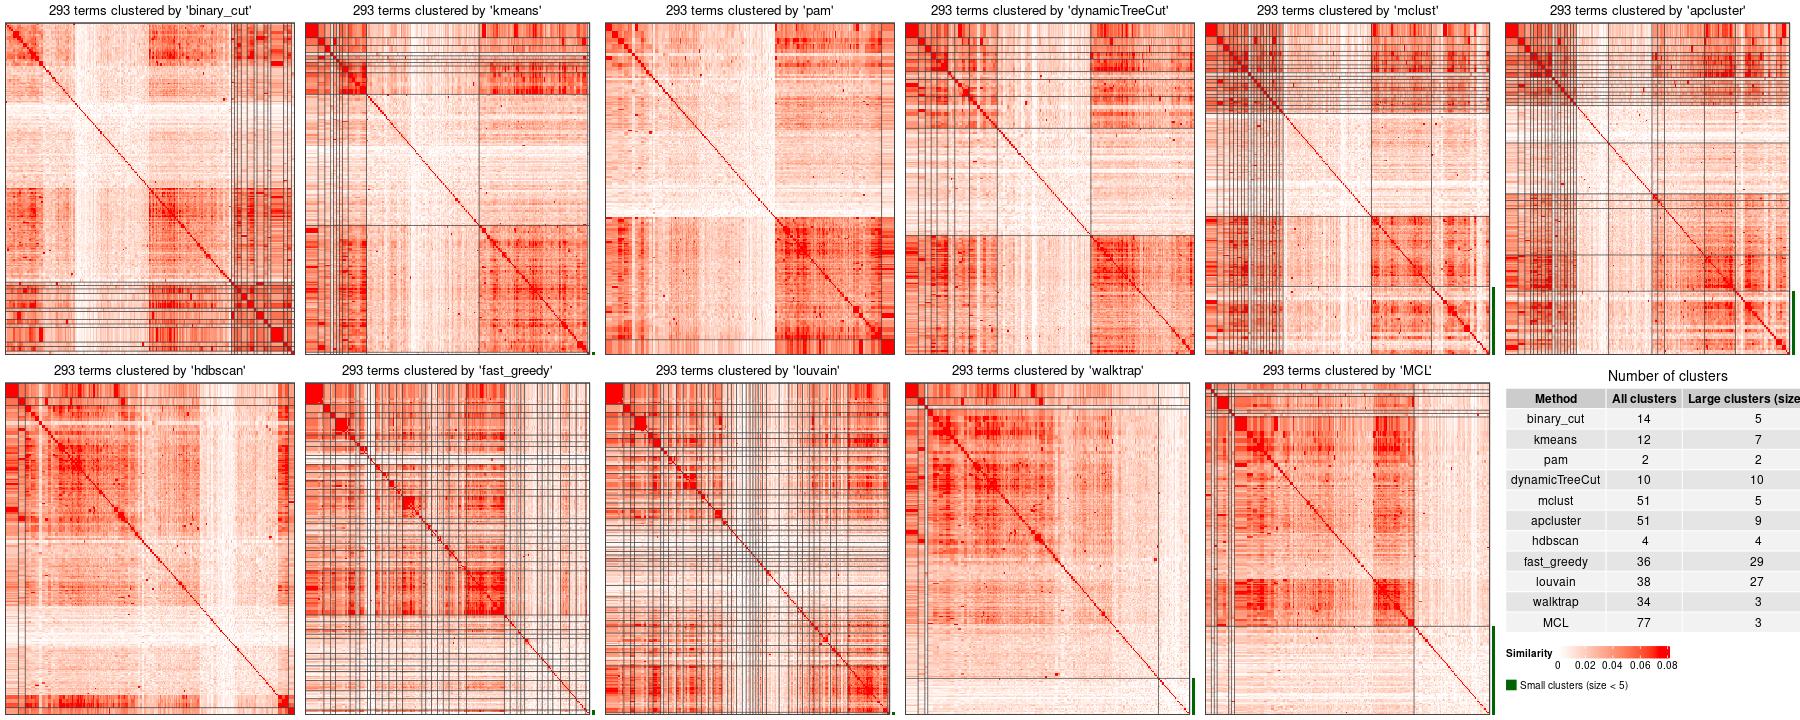 293 terms clustered by 'binary_cut'
293 terms clustered by 'kmeans'
293 terms clustered by 'pam'
293 terms clustered by 'dynamicTreeCut'
293 terms clustered by 'mclust'
293 terms clustered by 'apcluster'
293 terms clustered by 'hdbscan'
293 terms clustered by 'fast_greedy'
293 terms clustered by 'louvain'
293 terms clustered by 'walktrap'
293 terms clustered by 'MCL'
Number of clusters
Method All clusters Large clusters (size
binary_cut 14 5
kmeans 12 7
pam 2 2
dynamicTreeCut 10 10
mclust 51 5
apcluster 51 9
hdbscan 4 4
fast_greedy 36 29
louvain 38 27
walktrap 34 3
MCL 77 3
Similarity
0 0.02 0.04 0.06 0.08
Small clusters (size < 5)